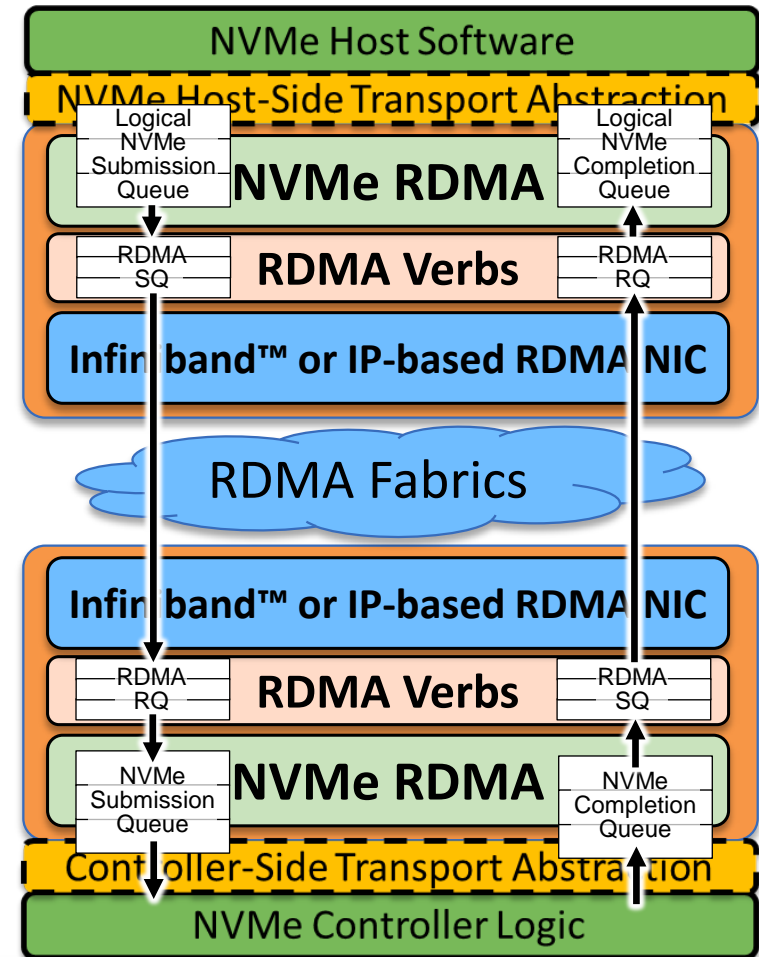 NVMe Host Software
NVMe Host-Side Transport Abstraction
Logical
NVMe
Submission
Queue
NVMe RDMA
Logical
NVMe
Completion
Queue
RDMA
SQ
RDMA Verbs
RDMA
RQ
Infiniband™ or IP-based RDMA NIC
RDMA Fabrics
Infiniband™ or IP-based RDMA NIC
RDMA
RQ
RDMA Verbs
RDMA
SQ
NVMe
Submission
Queue
NVMe RDMA
NVMe
Completion
Queue
Controller-Side Transport Abstraction
NVMe Controller Logic